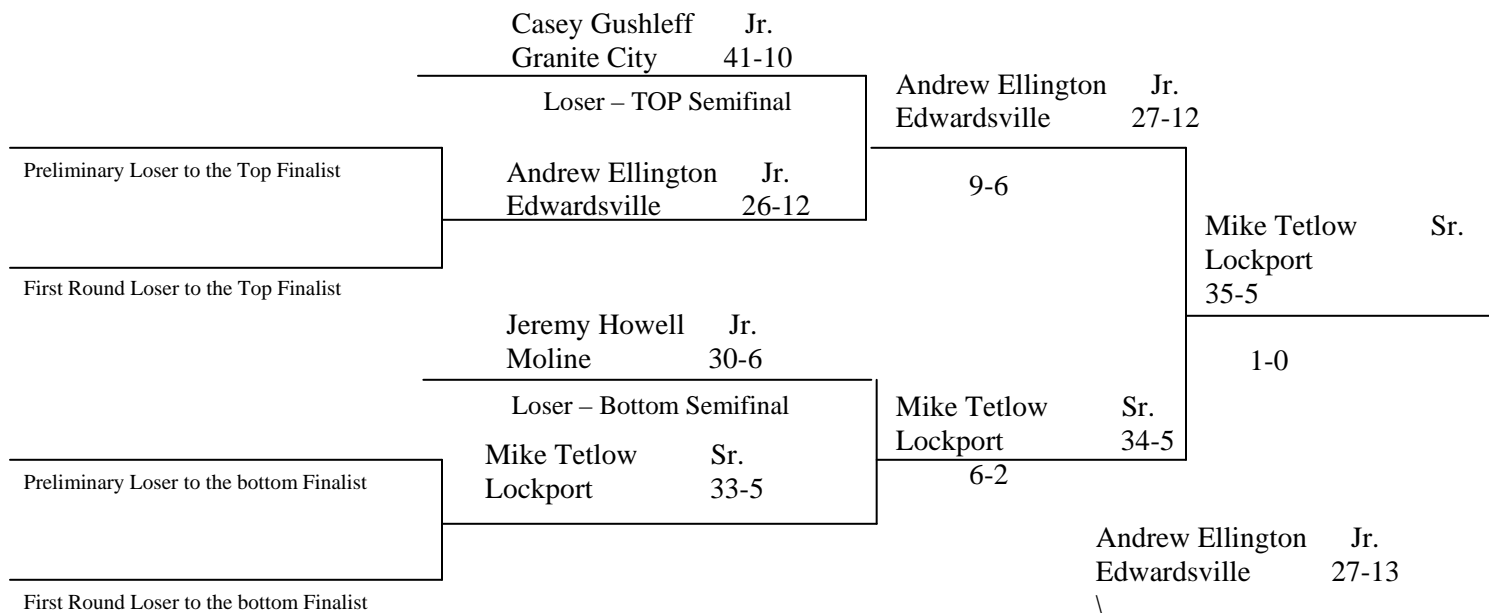 Casey Gushleff Jr.
Granite City 41-10
Loser – TOP Semifinal
Andrew Ellington Jr.
Edwardsville 27-12
Preliminary Loser to the Top Finalist
Andrew Ellington Jr.
Edwardsville 26-12
9-6
Mike Tetlow Sr.
Lockport
35-5
First Round Loser to the Top Finalist
Jeremy Howell Jr.
Moline 30-6
1-0
Loser – Bottom Semifinal
Mike Tetlow Sr.
Lockport 34-5
Mike Tetlow Sr.
Lockport 33-5
6-2
Preliminary Loser to the bottom Finalist
Andrew Ellington Jr.
Edwardsville 27-13
\
First Round Loser to the bottom Finalist